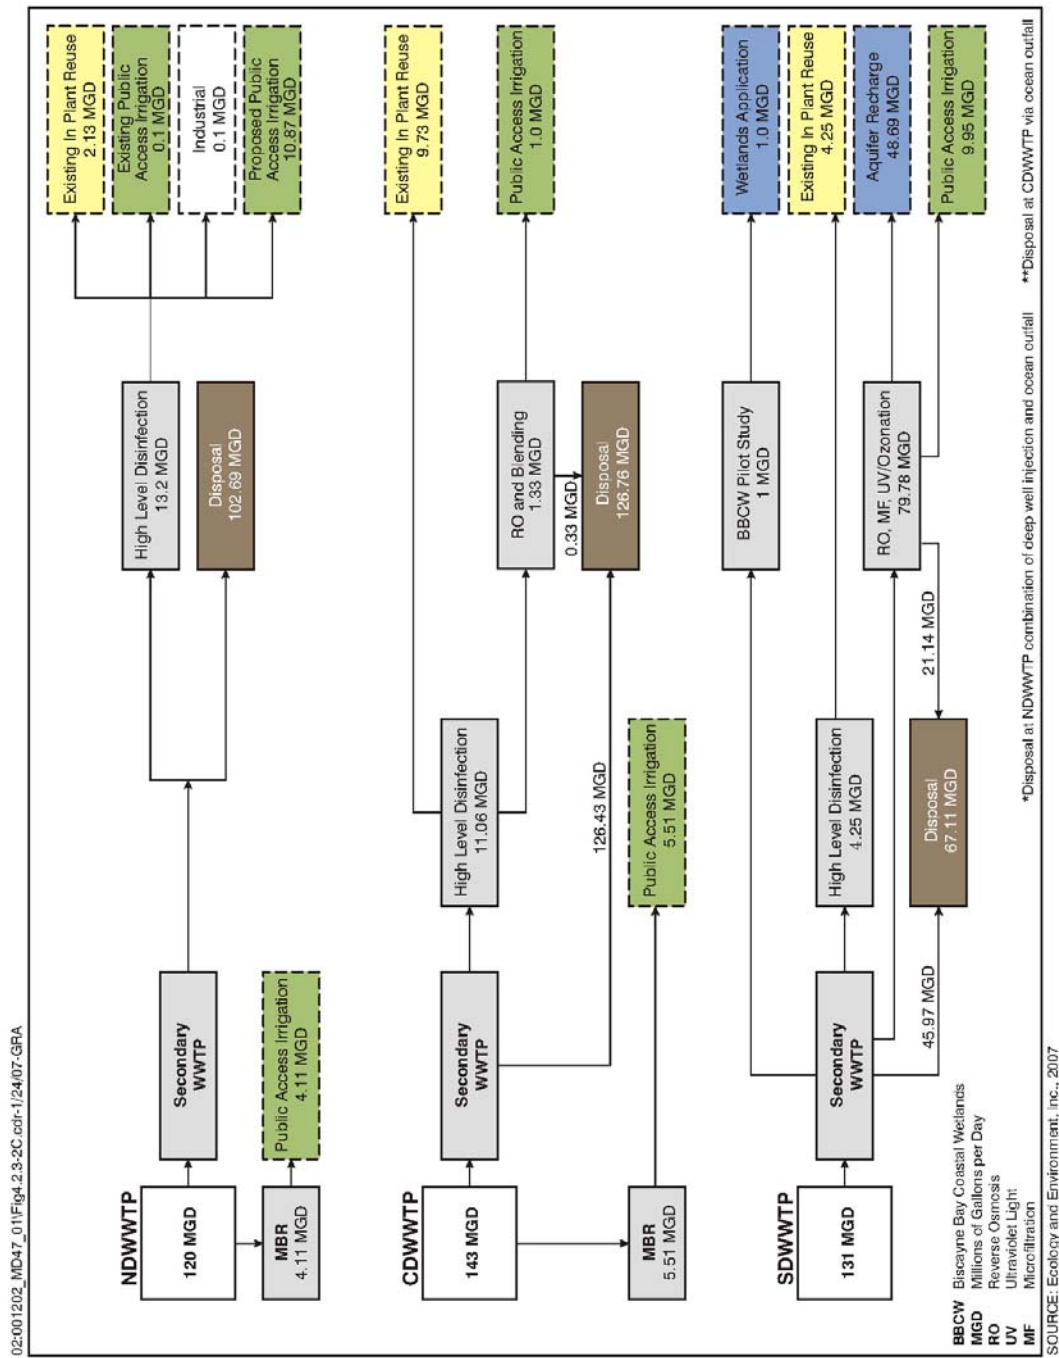 02:001202_MD47_01\Fig4.2.3-2C.cdr-1/24/07-GRA
NDWWTP
120 MGD
MBR
4.11 MGD
Secondary
WWTP
Public Access Irrigation
4.11 MGD
High Level Disinfection
13.2 MGD
Disposal
102.69 MGD
Existing In Plant Reuse
2.13 MGD
Existing Public
Access Irrigation
0.1 MGD
Industrial
0.1 MGD
Proposed Public
Access Irrigation
10.87 MGD
CDWWTP
143 MGD
MBR
5.51 MGD
Secondary
WWTP
High Level Disinfection
11.06 MGD
126.43 MGD
Public Access Irrigation
5.51 MGD
RO and Blending
1.33 MGD
0.33 MGD
Disposal
126.76 MGD
Existing In Plant Reuse
9.73 MGD
Public Access Irrigation
1.0 MGD
SDWWTP
131 MGD
Secondary
WWTP
45.97 MGD
High Level Disinfection
4.25 MGD
Disposal
67.11 MGD
21.14 MGD
BBCW Pilot Study
1 MGD
RO, MF, UV/Ozonation
79.78 MGD
Wetlands Application
1.0 MGD
Existing In Plant Reuse
4.25 MGD
Aquifer Recharge
48.69 MGD
Public Access Irrigation
9.95 MGD
BBCW Biscayne Bay Coastal Wetlands
MGD Millions of Gallons per Day
RO Reverse Osmosis
UV Ultraviolet Light
MF Microfiltration
*Disposal at NDWWTP combination of deep well injection and ocean outfall
**Disposal at CDWWTP via ocean outfall
SOURCE: Ecology and Environment, Inc., 2007